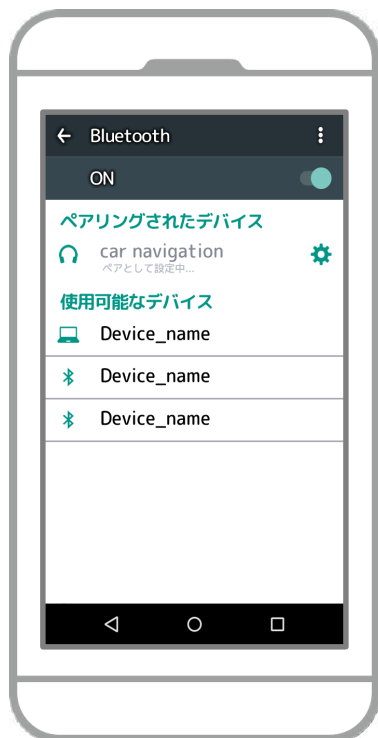 Bluetooth
ON
ペアリングされたデバイス
car navigation
ペアとして設定中...
使用可能なデバイス
Device_name
Device_name
Device_name